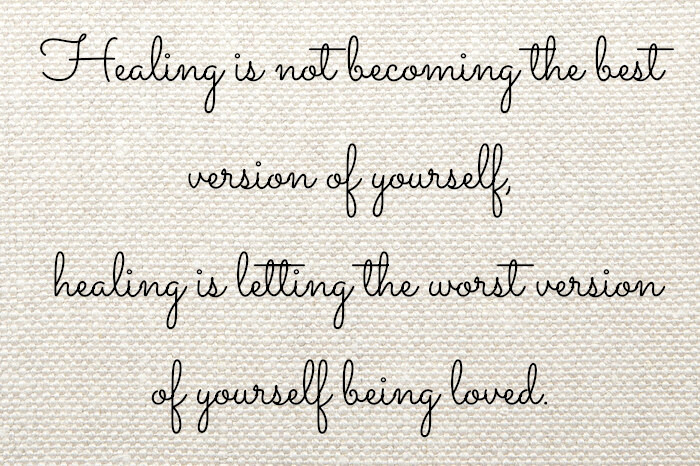 Healing is not becoming the best
version of yourself,
healing is letting the worst version
of yourself being loved.